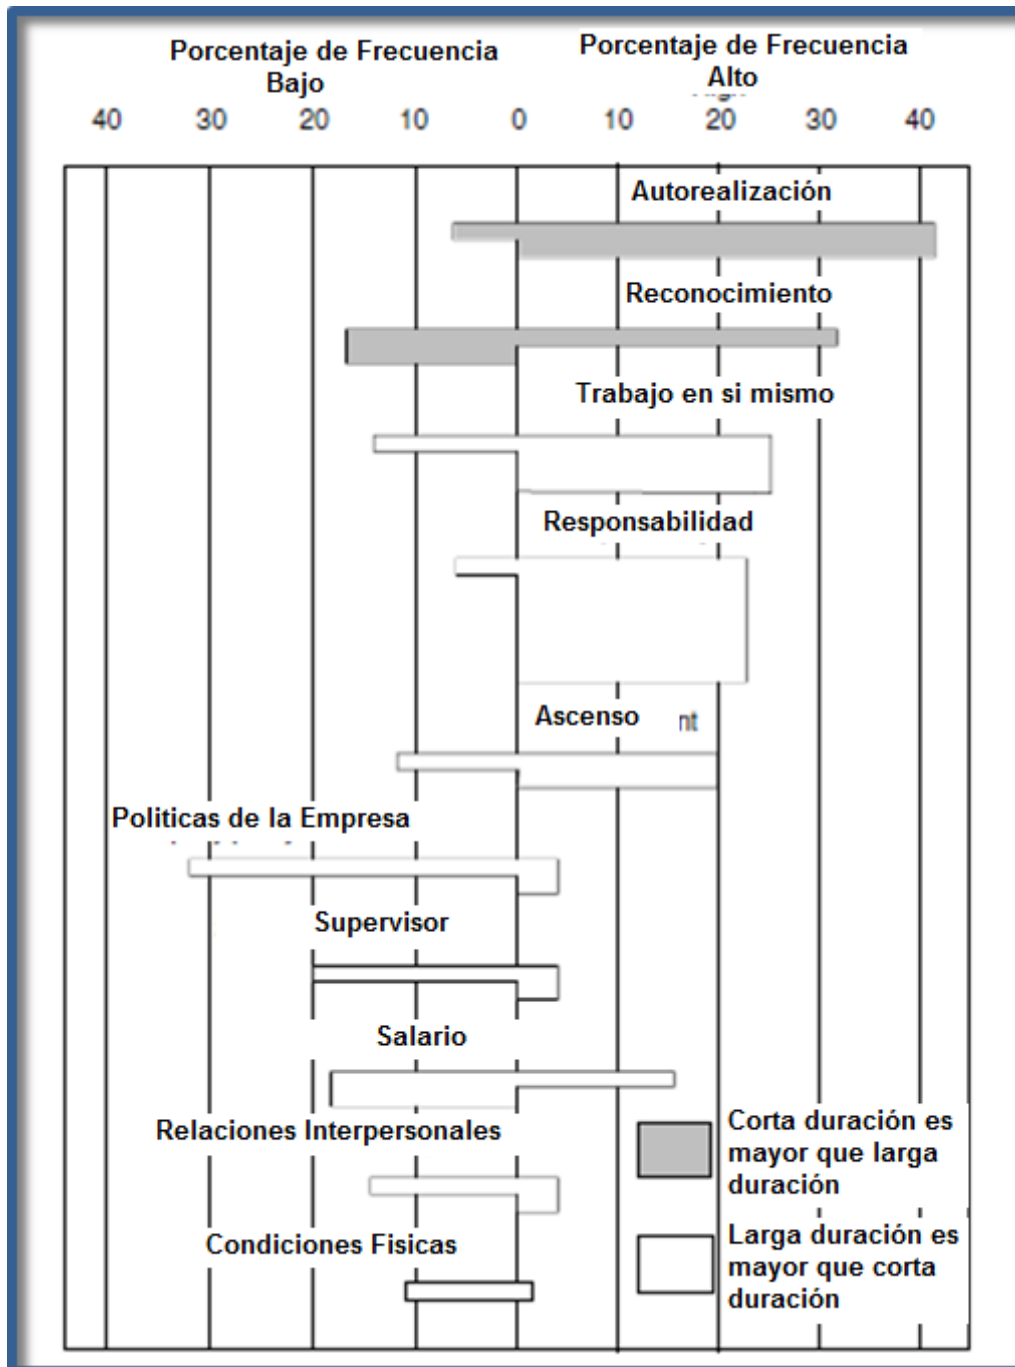 Porcentaje de Frecuencia
Bajo
Porcentaje de Frecuencia
Alto
40 30 20 10 0 10 20 30 40
Autorealización
Reconocimiento
Trabajo en si mismo
Responsabilidad
Ascenso nt
Politicas de la Empresa
Supervisor
Salario
Relaciones Interpersonales
Condiciones Fisicas
Corta duración es
mayor que larga
duración
Larga duración es
mayor que corta
duración